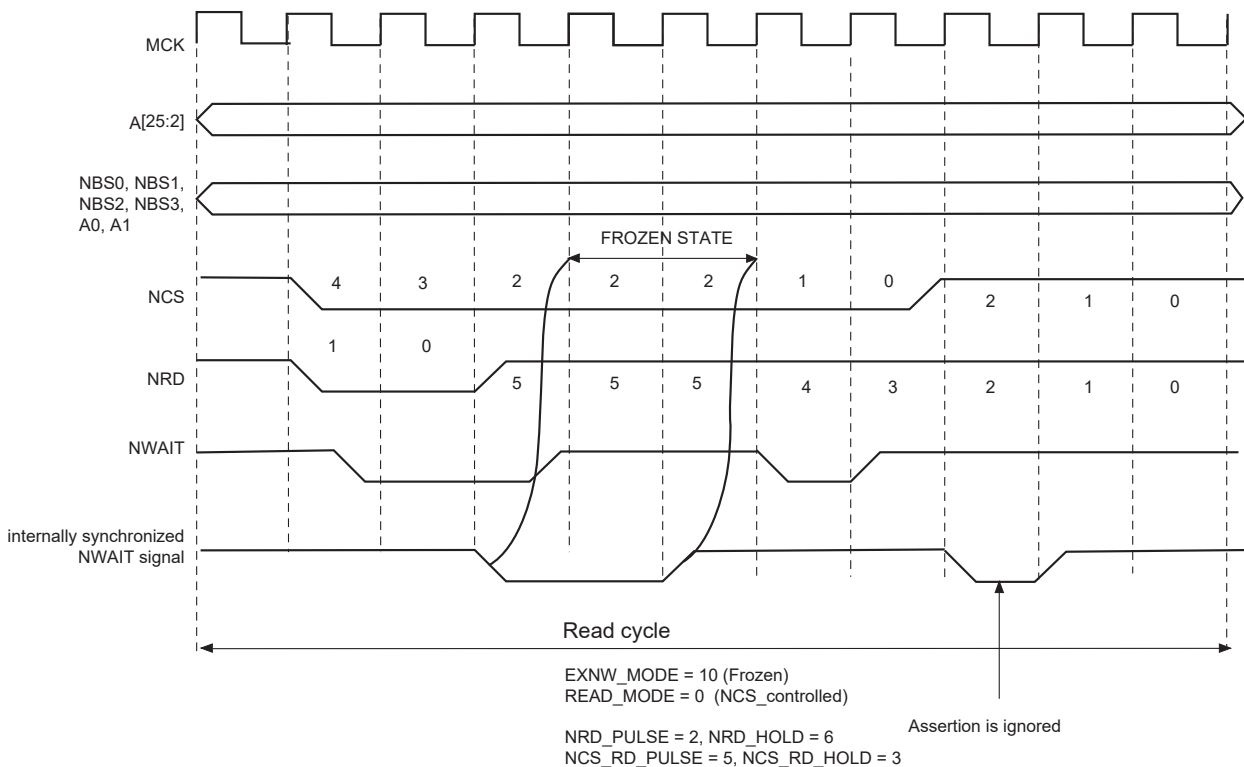 MCK
A[25:2]
NBS0, NBS1,
NBS2, NBS3,
A0, A1
FROZEN STATE
4 3 2 2 2 1 0
NCS
2 1 0
1 0
NRD
5 5 5 4 3 2 1 0
NWAIT
internally synchronized
NWAIT signal
Read cycle
EXNW_MODE = 10 (Frozen)
READ_MODE = 0 (NCS_controlled)
Assertion is ignored
NRD_PULSE = 2, NRD_HOLD = 6
NCS_RD_PULSE = 5, NCS_RD_HOLD = 3